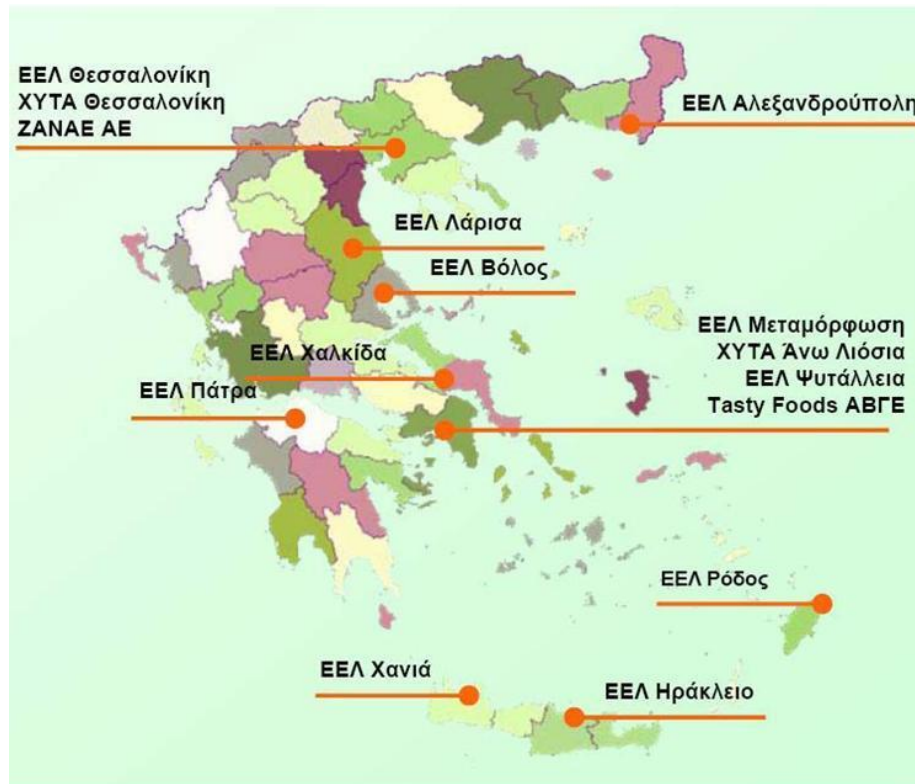 ΕΕΛ Θεσσαλονίκη
ΧΥΤΑ Θεσσαλονίκη
ΖΑΝΑΕ ΑΕ
ΕΕΛ Αλεξανδρούπολη
ΕΕΛ Λάρισα
ΕΕΛ Βόλος
ΕΕΛ Μεταμόρφωση
ΧΥΤΑ Άνω Λιόσια
ΕΕΛ Ψυτάλλεια
Tasty Foods ΑΒΓΕ
ΕΕΛ Χαλκίδα
ΕΕΛ Πάτρα
ΕΕΛ Ρόδος
ΕΕΛ Χανιά
ΕΕΛ Ηράκλειο